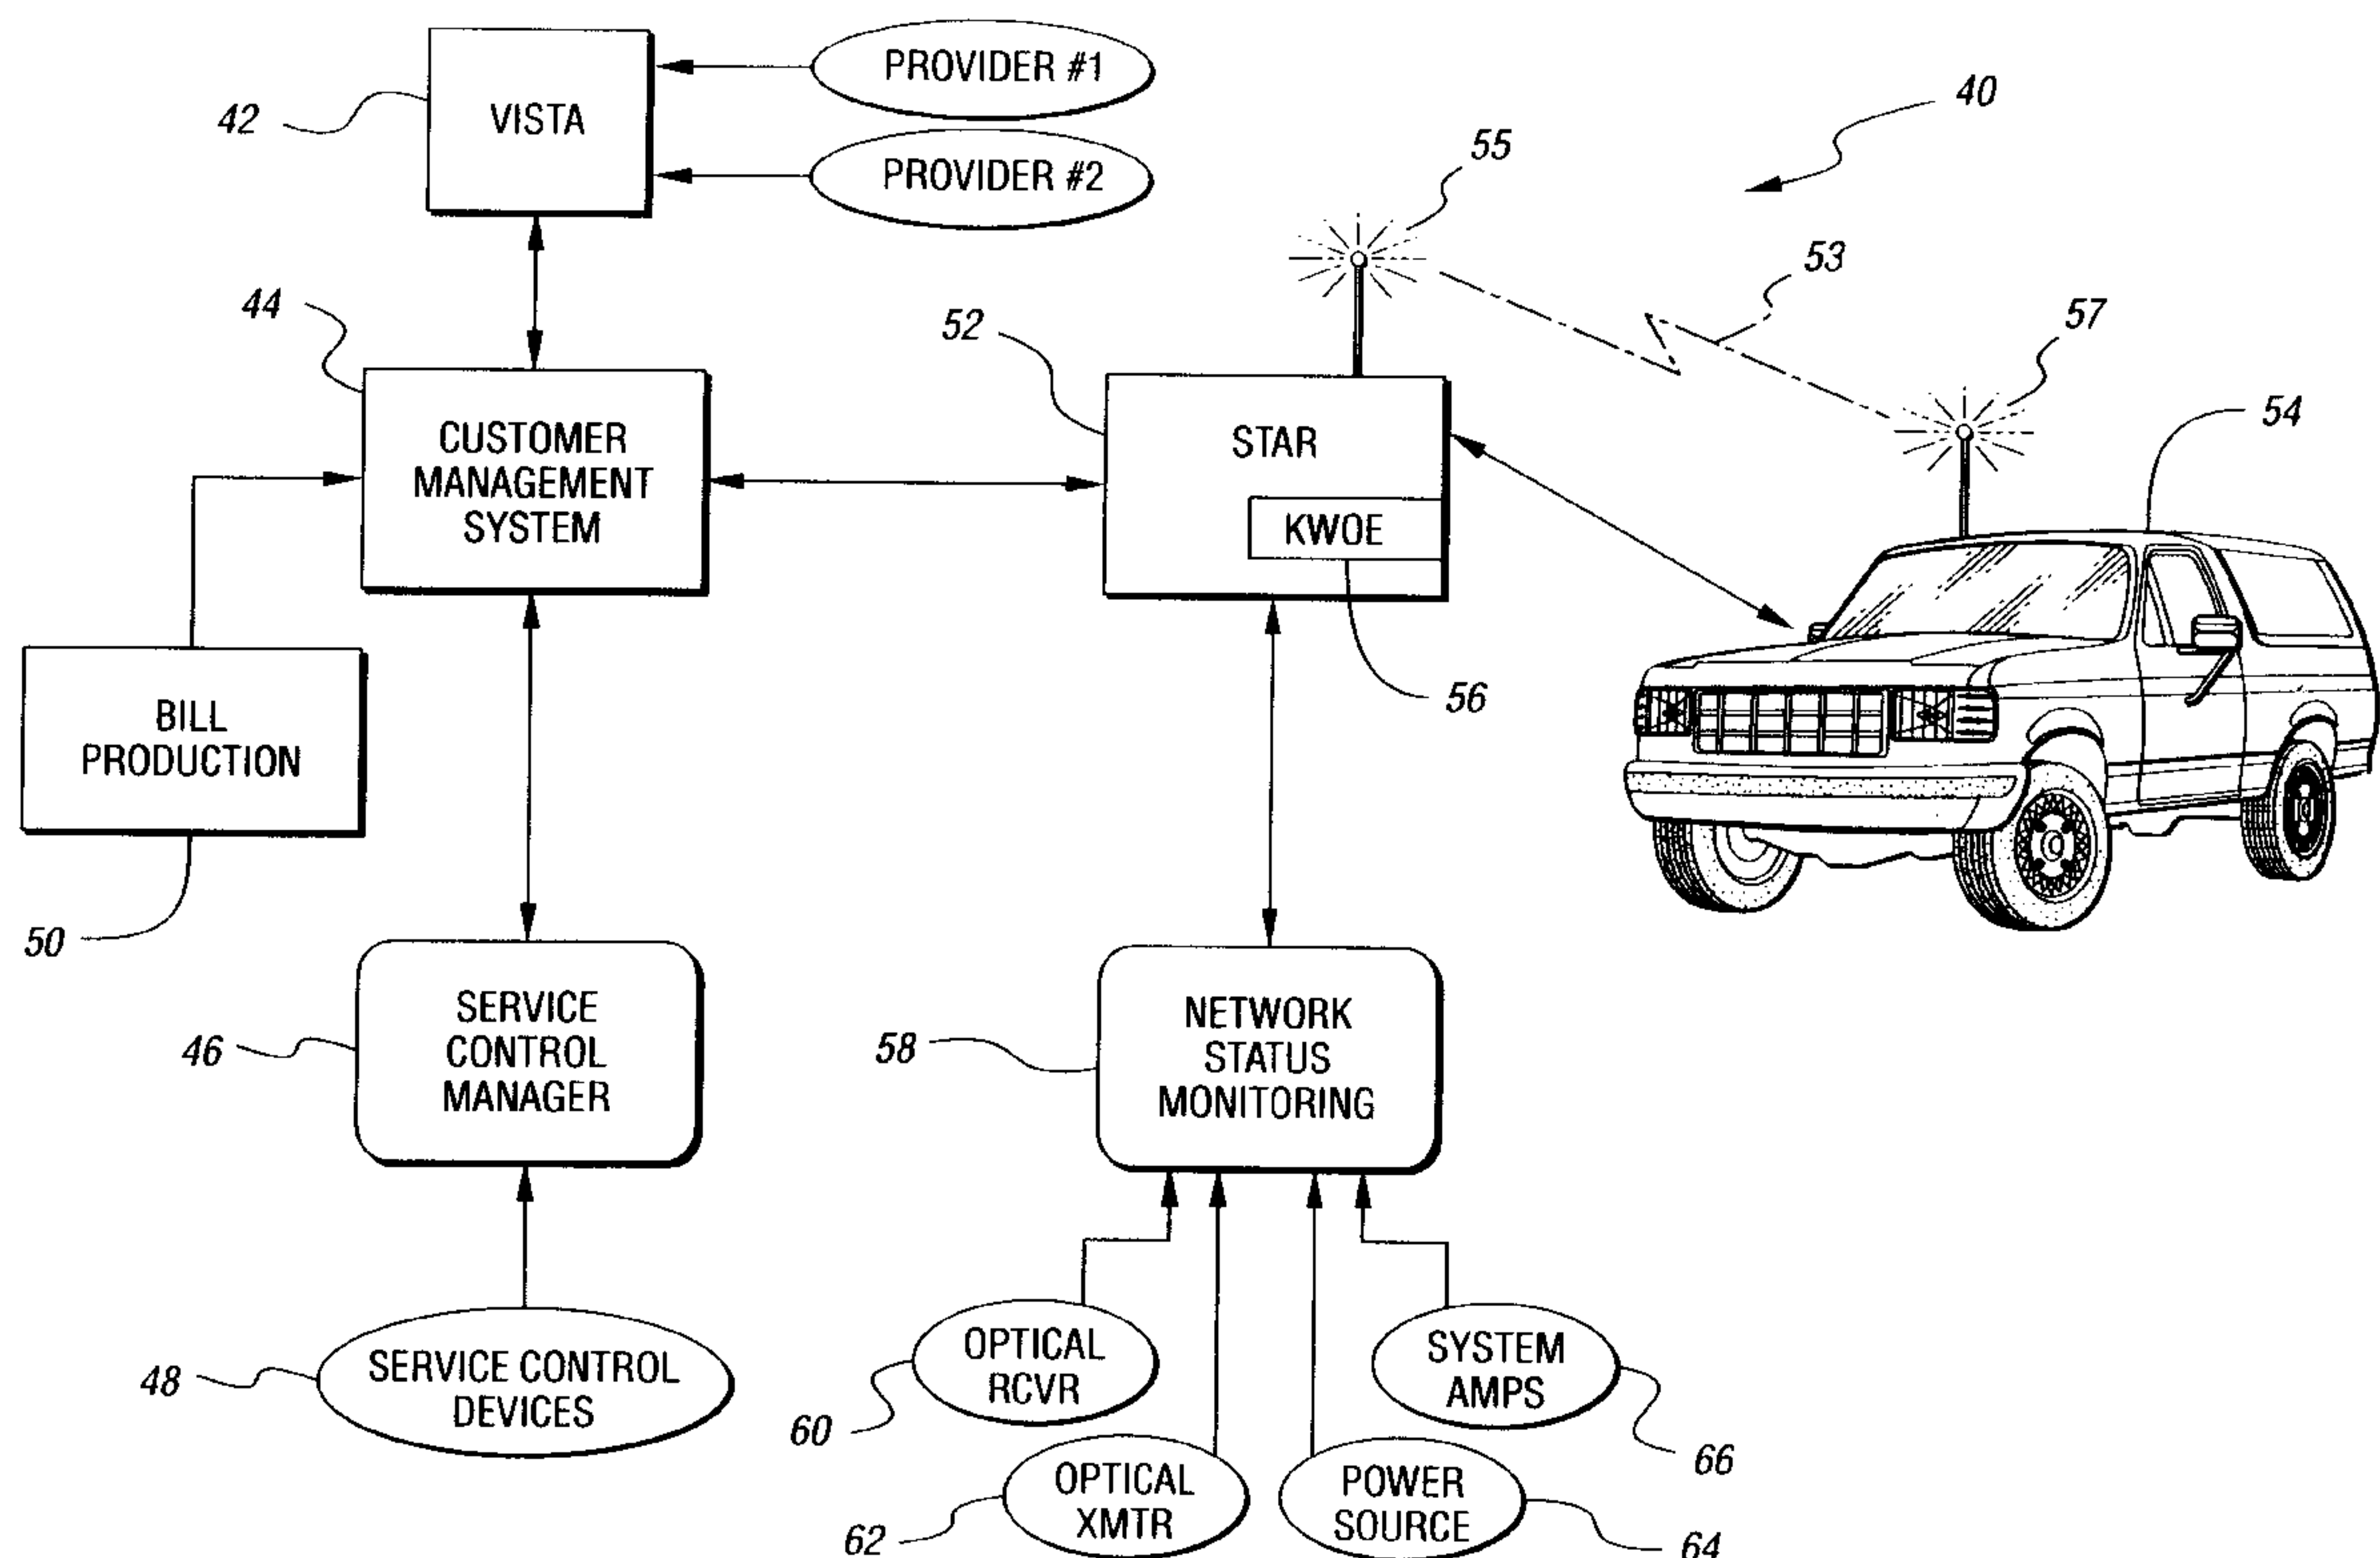 PROVIDER #1
42
VISTA
40
PROVIDER #2
55
53
44
52
57
54
CUSTOMER
MANAGEMENT
SYSTEM
STAR
KWOE
56
BILL
PRODUCTION
50
SERVICE
CONTROL
MANAGER
46
NETWORK
STATUS
MONITORING
58
SERVICE CONTROL
DEVICES
48
OPTICAL
RCVR
60
SYSTEM
AMPS
66
OPTICAL
XMTR
62
POWER
SOURCE
64